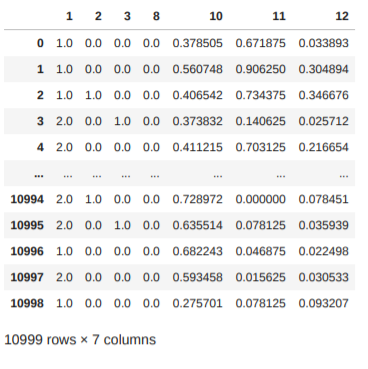 1 2 3 8 10 11 12
0 1.0 0.0 0.0 0.0 0.378505 0.671875 0.033893
1 1.0 0.0 0.0 0.0 0.560748 0.906250 0.304894
2 1.0 1.0 0.0 0.0 0.406542 0.734375 0.346676
3 2.0 0.0 1.0 0.0 0.373832 0.140625 0.025712
4 2.0 0.0 0.0 0.0 0.411215 0.703125 0.216654
... ... ... ... ... ... ... ...
10994 2.0 1.0 0.0 0.0 0.728972 0.000000 0.078451
10995 2.0 0.0 1.0 0.0 0.635514 0.078125 0.035939
10996 1.0 0.0 0.0 0.0 0.682243 0.046875 0.022498
10997 2.0 0.0 0.0 0.0 0.593458 0.015625 0.030533
10998 1.0 0.0 0.0 0.0 0.275701 0.078125 0.093207
10999 rows × 7 columns